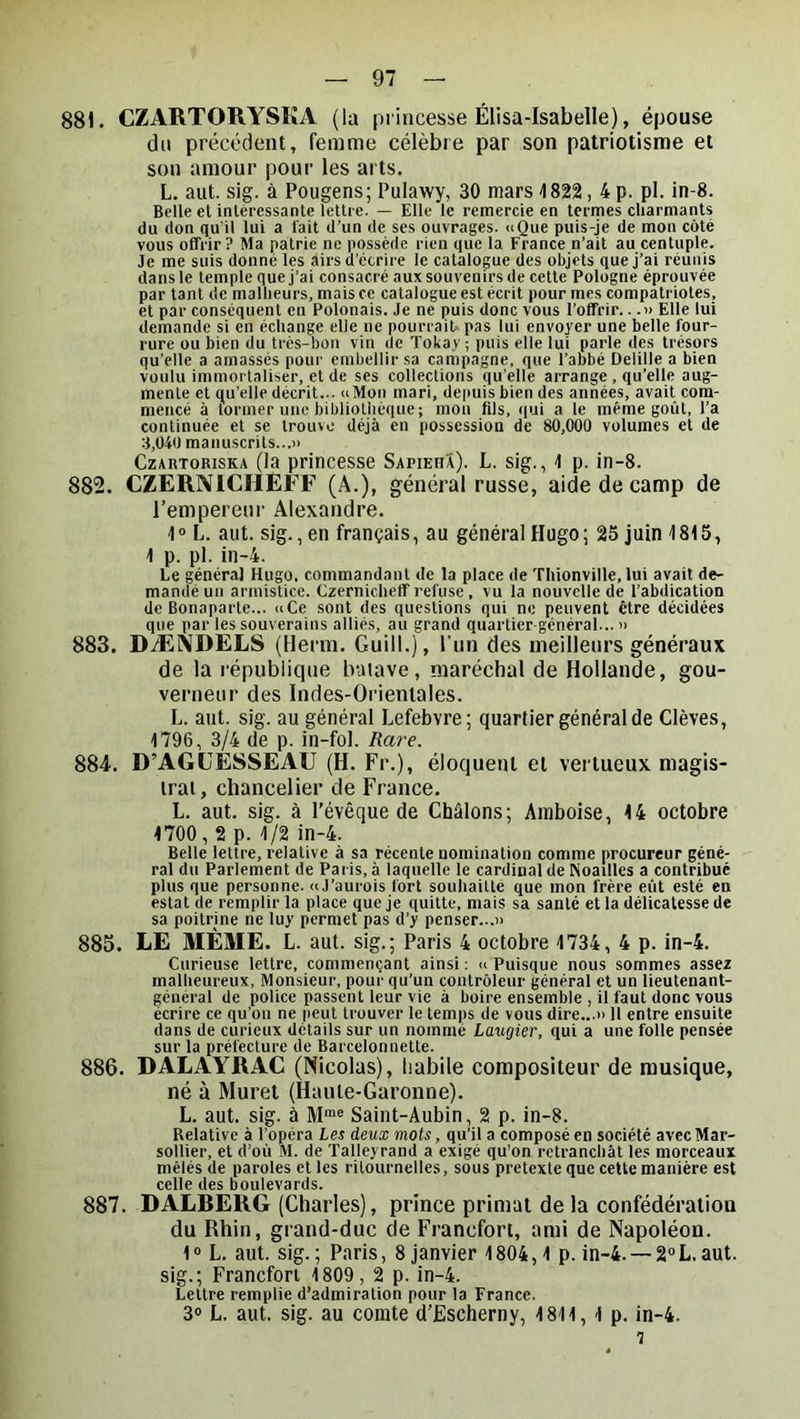 — 97 —
881. CZARTORYSKA (la princesse Élisa-Isabelle), épouse
du précédent, femme célèbre par son patriotisme et
son amour pour les arts.
L. aut. sig. à Pougens; Pulawy, 30 mars 1822, 4 p. pl. in-8.
Belle et intéressante lettre. — Elle le remercie en termes charmants
du don qu'il lui a fait d'un de ses ouvrages. «Que puis-je de mon côté
vous offrir? Ma patrie ne possède rien que la France n'ait au centuple.
Je me suis donné les airs d'écrire le catalogue des objets que j'ai réunis
dans le temple que j'ai consacré aux souvenirs de cette Pologne éprouvée
par tant de malheurs, mais ce catalogue est écrit pour mes compatriotes,
et par conséquent en Polonais. Je ne puis donc vous l'offrir...» Elle lui
demande si en échange elle ne pourrait pas lui envoyer une belle four-
rure ou bien du très-bon vin de Tokay; puis elle lui parle des trésors
qu'elle a amassés pour embellir sa campagne, que l'abbé Delille a bien
voulu immortaliser, et de ses collections qu'elle arrange, qu'elle aug-
mente et qu'elle décrit... «Mon mari, depuis bien des années, avait com-
mencé à former une bibliothèque; mon fils, qui a le même goût, l'a
continuée et se trouve déjà en possession de 80,000 volumes et de
3,040 manuscrits...»
CZARTORISKA (la princesse SAPIEHA). L. sig., 1 p. in-8.
882. CZERNICHEFF (A.), général russe, aide de camp de
l'empereur Alexandre.
1° L. aut. sig., en français, au général Hugo; 25 juin 1815,
1 p. pl. in-4.
Le général Hugo, commandant de la place de Thionville, lui avait de-
mandé un armistice. Czernicheff refuse, vu la nouvelle de l'abdication
de Bonaparte... «Ce sont des questions qui ne peuvent être décidées
que par les souverains alliés, au grand quartier-général...»
883. DÆNDELS (Herm. Guill.), l'un des meilleurs généraux
de la république batave, maréchal de Hollande, gou-
verneur des Indes-Orientales.
L. aut. sig. au général Lefebvre; quartier général de Clèves,
1796, 3/4 de p. in-fol. Rare.
884. D'AGUESSEAU (H. Fr.), éloquent et vertueux magis-
trat, chancelier de France.
L. aut. sig. à l'évêque de Châlons; Amboise, 14 octobre
1700, 2 p. 1/2 in-4.
Belle lettre, relative à sa récente nomination comme procureur géné-
ral du Parlement de Paris, à laquelle le cardinal de Noailles a contribué
plus que personne. «J'aurois fort souhaitté que mon frère eût esté en
estat de remplir la place que je quitte, mais sa santé et la délicatesse de
sa poitrine ne luy permet pas d'y penser...»
885. LE MÊME. L. aut. sig.; Paris 4 octobre 1734, 4 p. in-4.
Curieuse lettre, commençant ainsi: «Puisque nous sommes assez
malheureux, Monsieur, pour qu'un contrôleur général et un lieutenant-
général de police passent leur vie à boire ensemble, il faut donc vous
écrire ce qu'on ne peut trouver le temps de vous dire...» Il entre ensuite
dans de curieux détails sur un nommé Laugier, qui a une folle pensée
sur la préfecture de Barcelonnette.
886. DALAYRAC (Nicolas), habile compositeur de musique,
né à Muret (Haute-Garonne).
L. aut. sig. à Mme Saint-Aubin, 2 p. in-8.
Relative à l'opéra Les deux mots, qu'il a composé en société avec Mar-
sollier, et d'où M. de Talleyrand a exigé qu'on retranchât les morceaux
mêlés de paroles et les ritournelles, sous pretexte que cette manière est
celle des boulevards.
887. DALBERG (Charles), prince primat de la confédération
du Rhin, grand-duc de Francfort, ami de Napoléon.
1° L. aut. sig.; Paris, 8 janvier 1804, 1 p. in-4. — 2° L. aut.
sig.; Francfort 1809, 2 p. in-4.
Lettre remplie d'admiration pour la France.
3° L. aut. sig. au comte d'Escherny, 1811, 1 p. in-4.
7